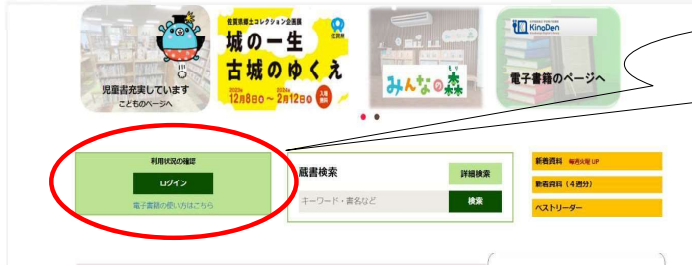 児童書充実しています
こどものページへ
佐賀県郷土コレクション企画展
城の一生
古城のゆくえ
2023年 2024年
12月8日㊎~2月12日㊊
入場無料
みんなの森
もり
KinoDen
電子書籍のページへ
利用状況の確認
ログイン
電子書籍の使い方はこちら
蔵書検索
詳細検索
キーワード・書名など
検索
新着資料 毎週火曜 UP
新着資料(4週分)
ベストリーダー